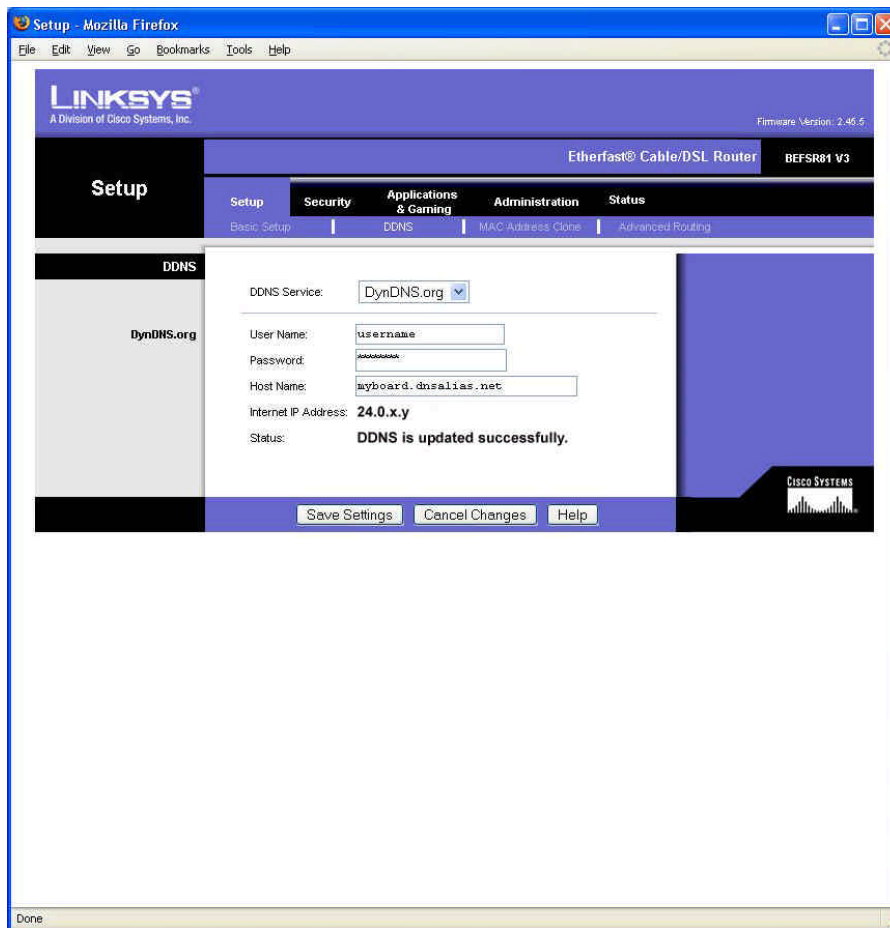 Setup - Mozilla Firefox
File Edit View Go Bookmarks Tools Help
LINKSYS®
A Division of Cisco Systems, Inc.
Firmware Version: 2.45.5
Etherfast® Cable/DSL Router BEFSR81 V3
Setup
Setup Security Applications & Gaming Administration Status
Basic Setup DDNS MAC Address Clone Advanced Routing
DDNS
DDNS Service: DynDNS.org
DynDNS.org
User Name: username
Password: ********
Host Name: myboard.dnsalias.net
Internet IP Address: 24.0.x.y
Status: DDNS is updated successfully.
CISCO SYSTEMS
Save Settings Cancel Changes Help
Done